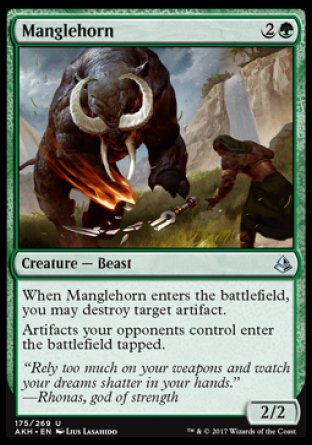 Manglehorn 2
Creature — Beast
When Manglehorn enters the battlefield,
you may destroy target artifact.
Artifacts your opponents control enter
the battlefield tapped.
“Rely too much on your weapons and watch
your dreams shatter in your hands.”
—Rhonas, god of strength
2/2
175/269 U
AKH • EN Lius Lasahido
™ & © 2017 Wizards of the Coast